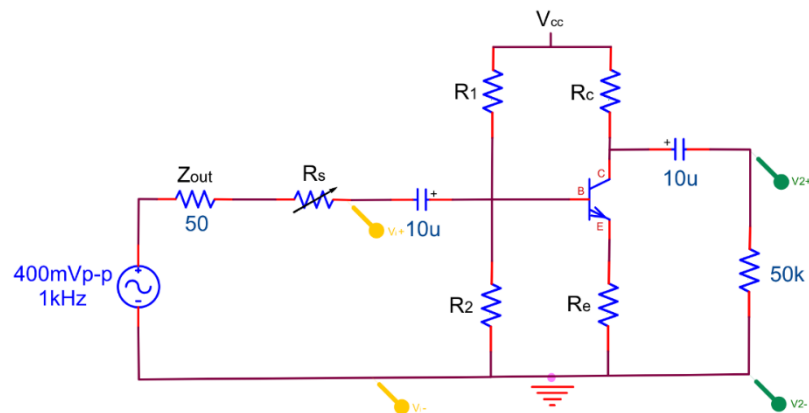 Vcc
R1
Rc
C
B
E
10u
V2+
Zout
50
Rs
Vi+
10u
400mVp-p
1kHz
R2
Re
50k
Vi-
V2-